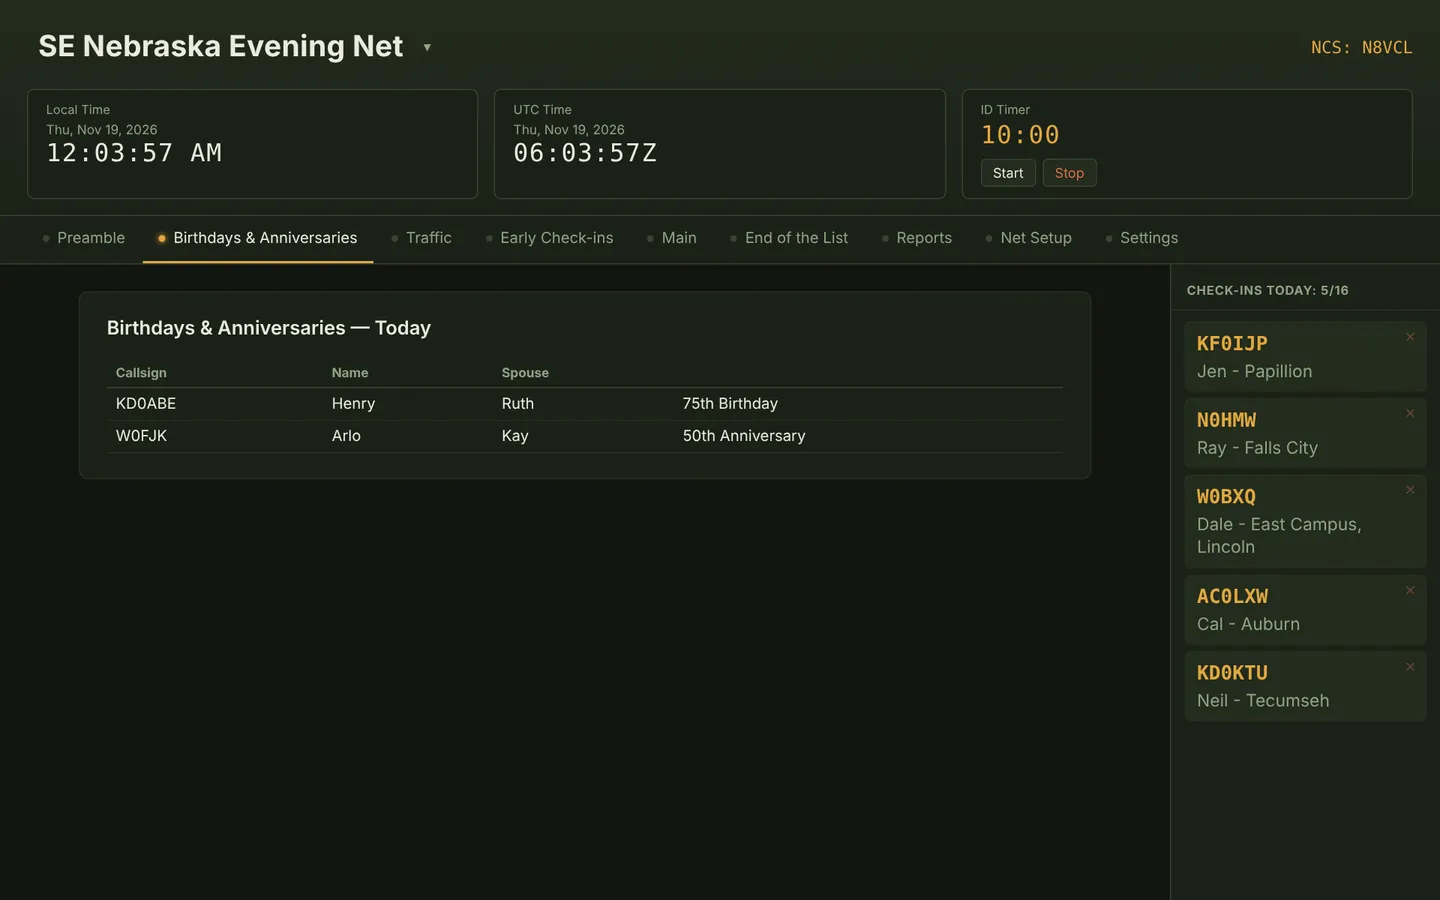 SE Nebraska Evening Net ▼
NCS: N8VCL
Local Time
Thu, Nov 19, 2026
12:03:57 AM
UTC Time
Thu, Nov 19, 2026
06:03:57Z
ID Timer
10:00
Start Stop
Preamble Birthdays & Anniversaries Traffic Early Check-ins Main End of the List Reports Net Setup Settings
Birthdays & Anniversaries — Today
Callsign Name Spouse
KD0ABE Henry Ruth 75th Birthday
W0FJK Arlo Kay 50th Anniversary
CHECK-INS TODAY: 5/16
KF0IJP ×
Jen - Papillion
N0HMW ×
Ray - Falls City
W0BXQ ×
Dale - East Campus,
Lincoln
AC0LXW ×
Cal - Auburn
KD0KTU ×
Neil - Tecumseh